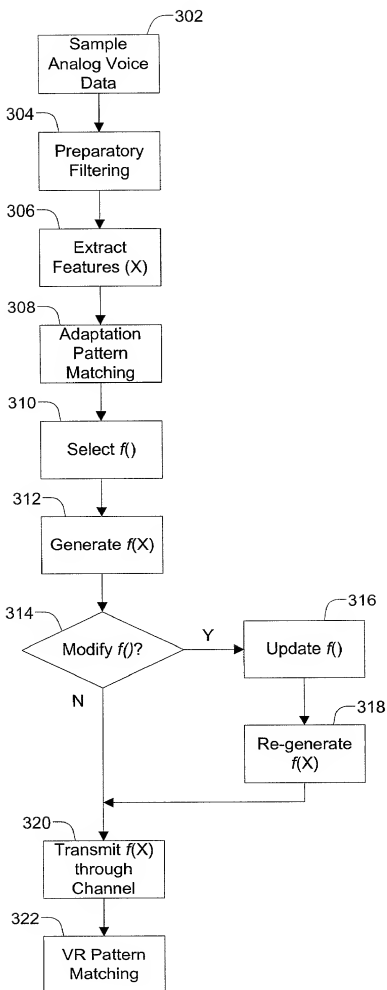 302
Sample
Analog Voice
Data
304
Preparatory
Filtering
306
Extract
Features (X)
308
Adaptation
Pattern
Matching
310
Select f()
312
Generate f(X)
314
Modify f()?
Y
N
316
Update f()
318
Re-generate
f(X)
320
Transmit f(X)
through
Channel
322
VR Pattern
Matching